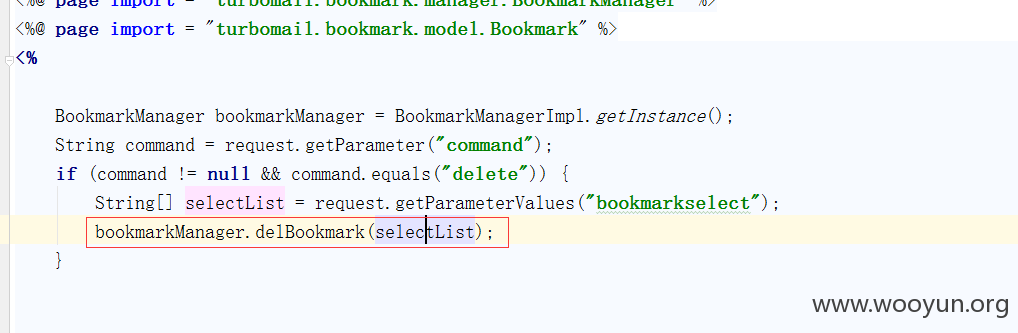 <%@ page import = "turbomail.bookmark.manager.BookmarkManager" %>
<%@ page import = "turbomail.bookmark.model.Bookmark" %>
<%
BookmarkManager bookmarkManager = BookmarkManagerImpl.getInstance();
String command = request.getParameter("command");
if (command != null && command.equals("delete")) {
String[] selectList = request.getParameterValues("bookmarkselect");
bookmarkManager.delBookmark(selectList);
}
www.wooyun.org